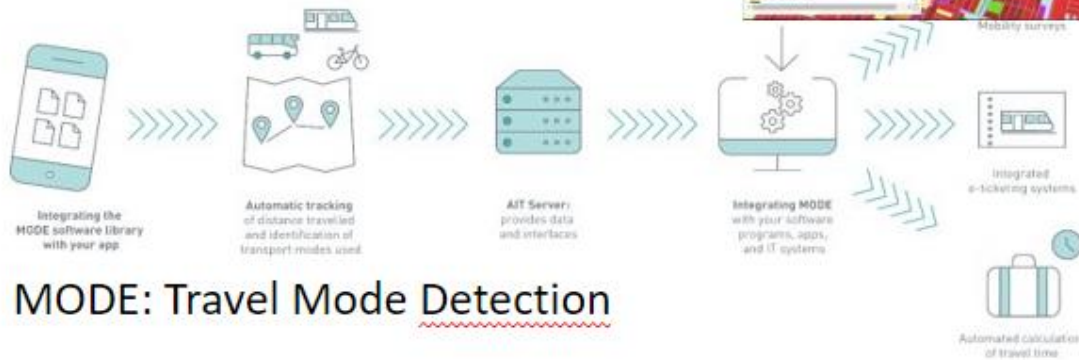 Mobility surveys
Integrating the
MODE software library
with your app
Automatic tracking
of distance travelled
and identification of
transport modes used
AIT Server:
provides data
and interfaces
Integrating MODE
with your software
programs, apps,
and IT systems
Integrated
e-ticketing systems
MODE: Travel Mode Detection
Automated calculation
of travel time